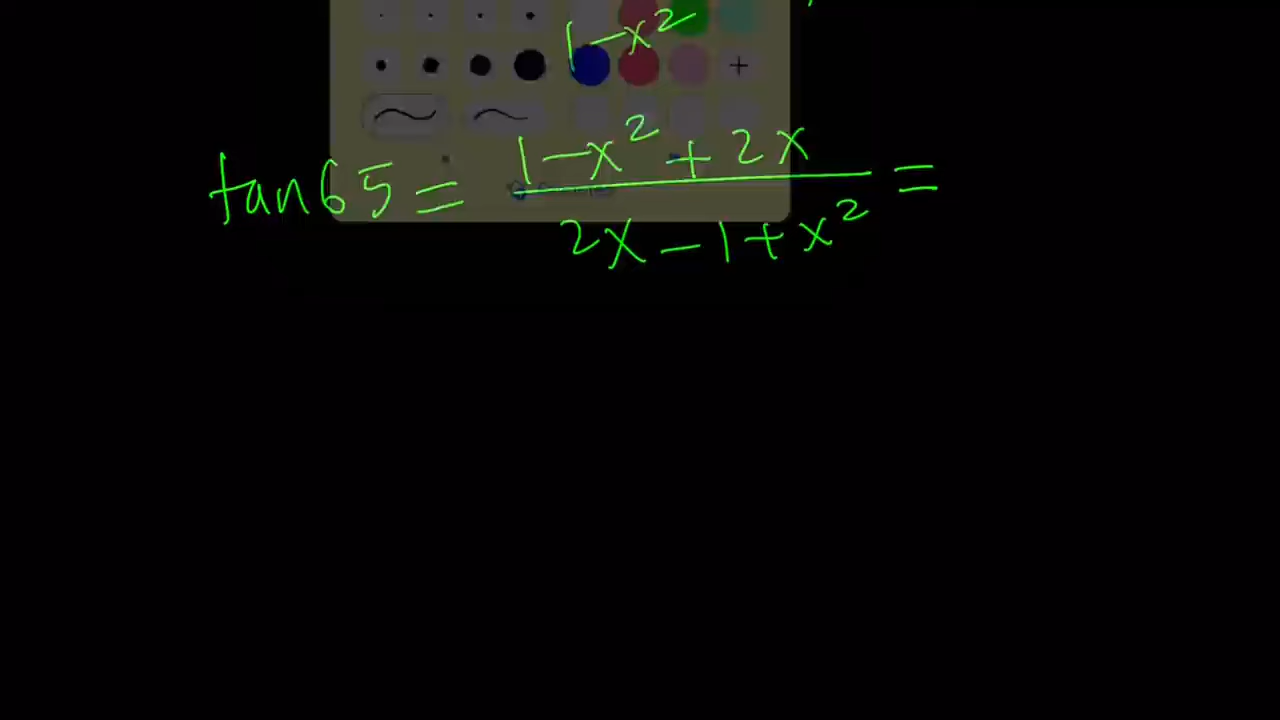 1-x²
tan65 = (1-x²+2x)/(2x-1+x²) =